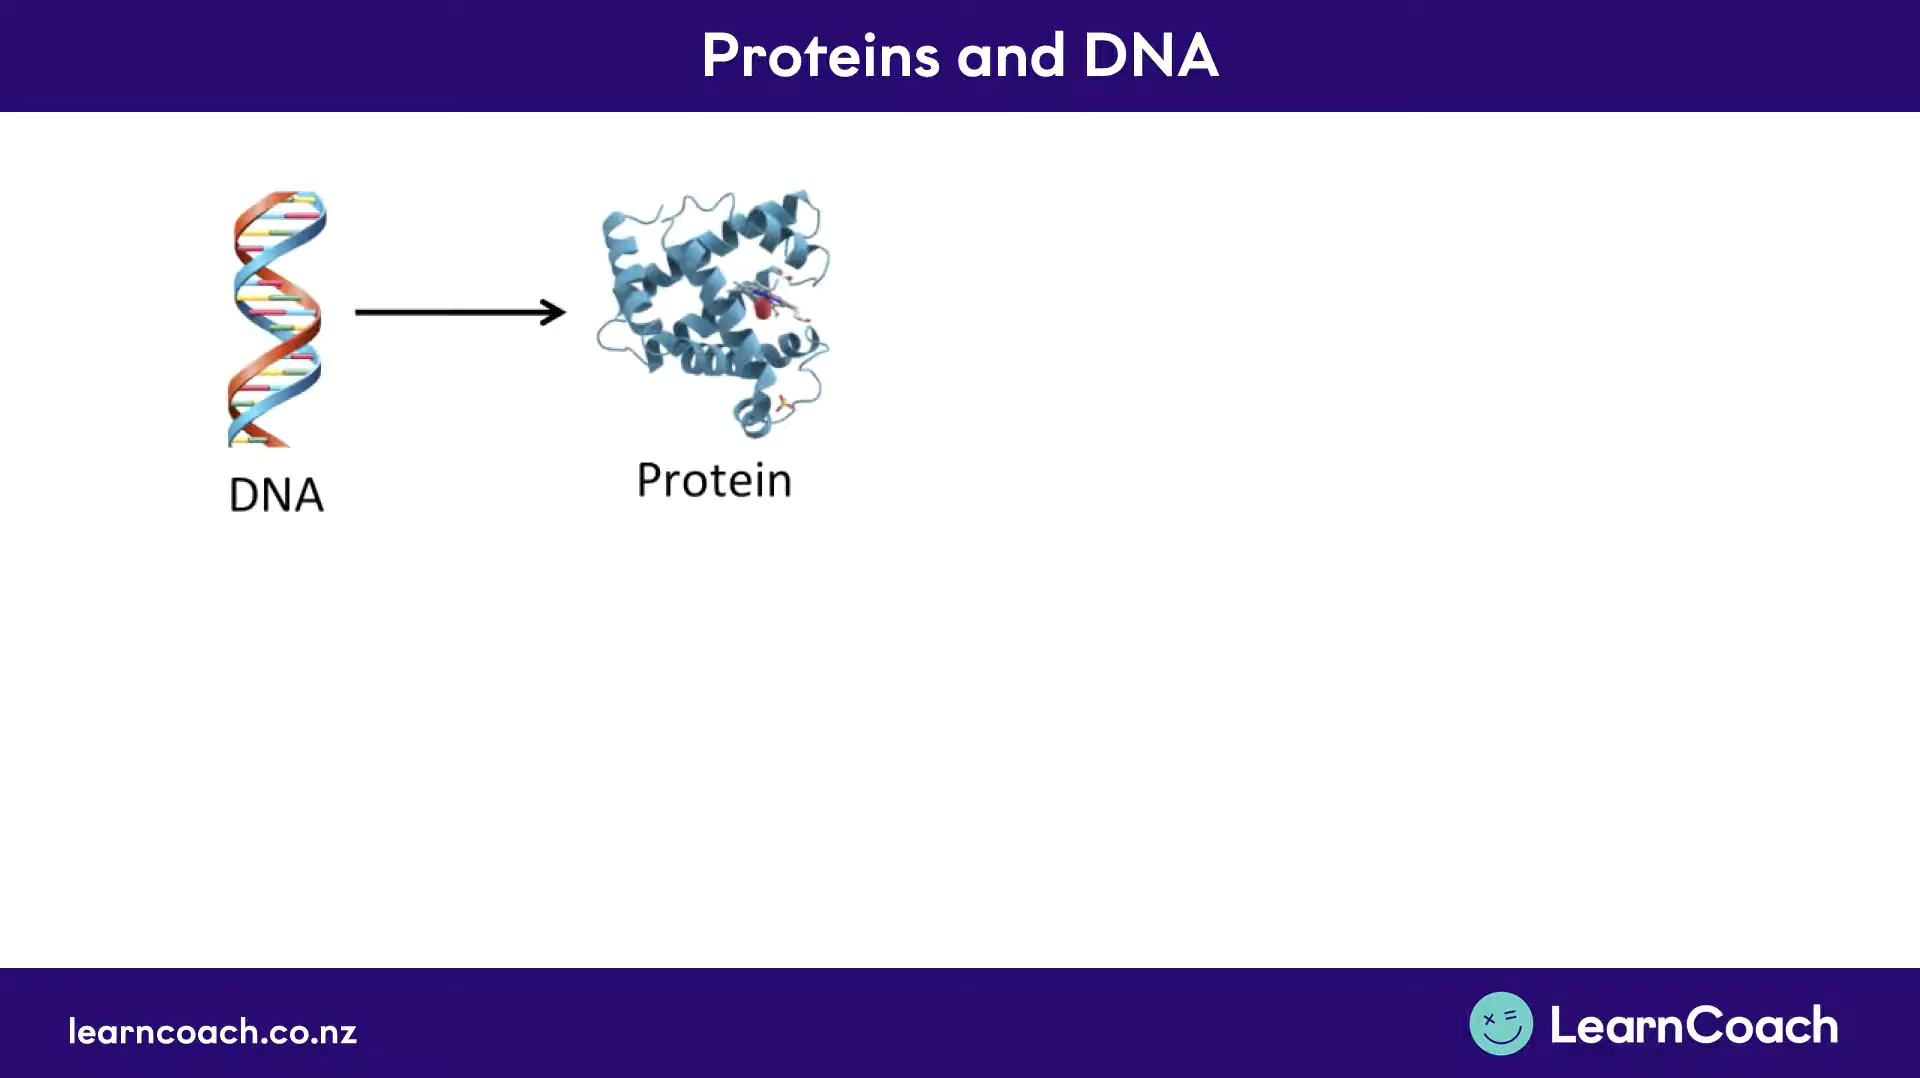 Proteins and DNA
DNA
Protein
learncoach.co.nz
LearnCoach